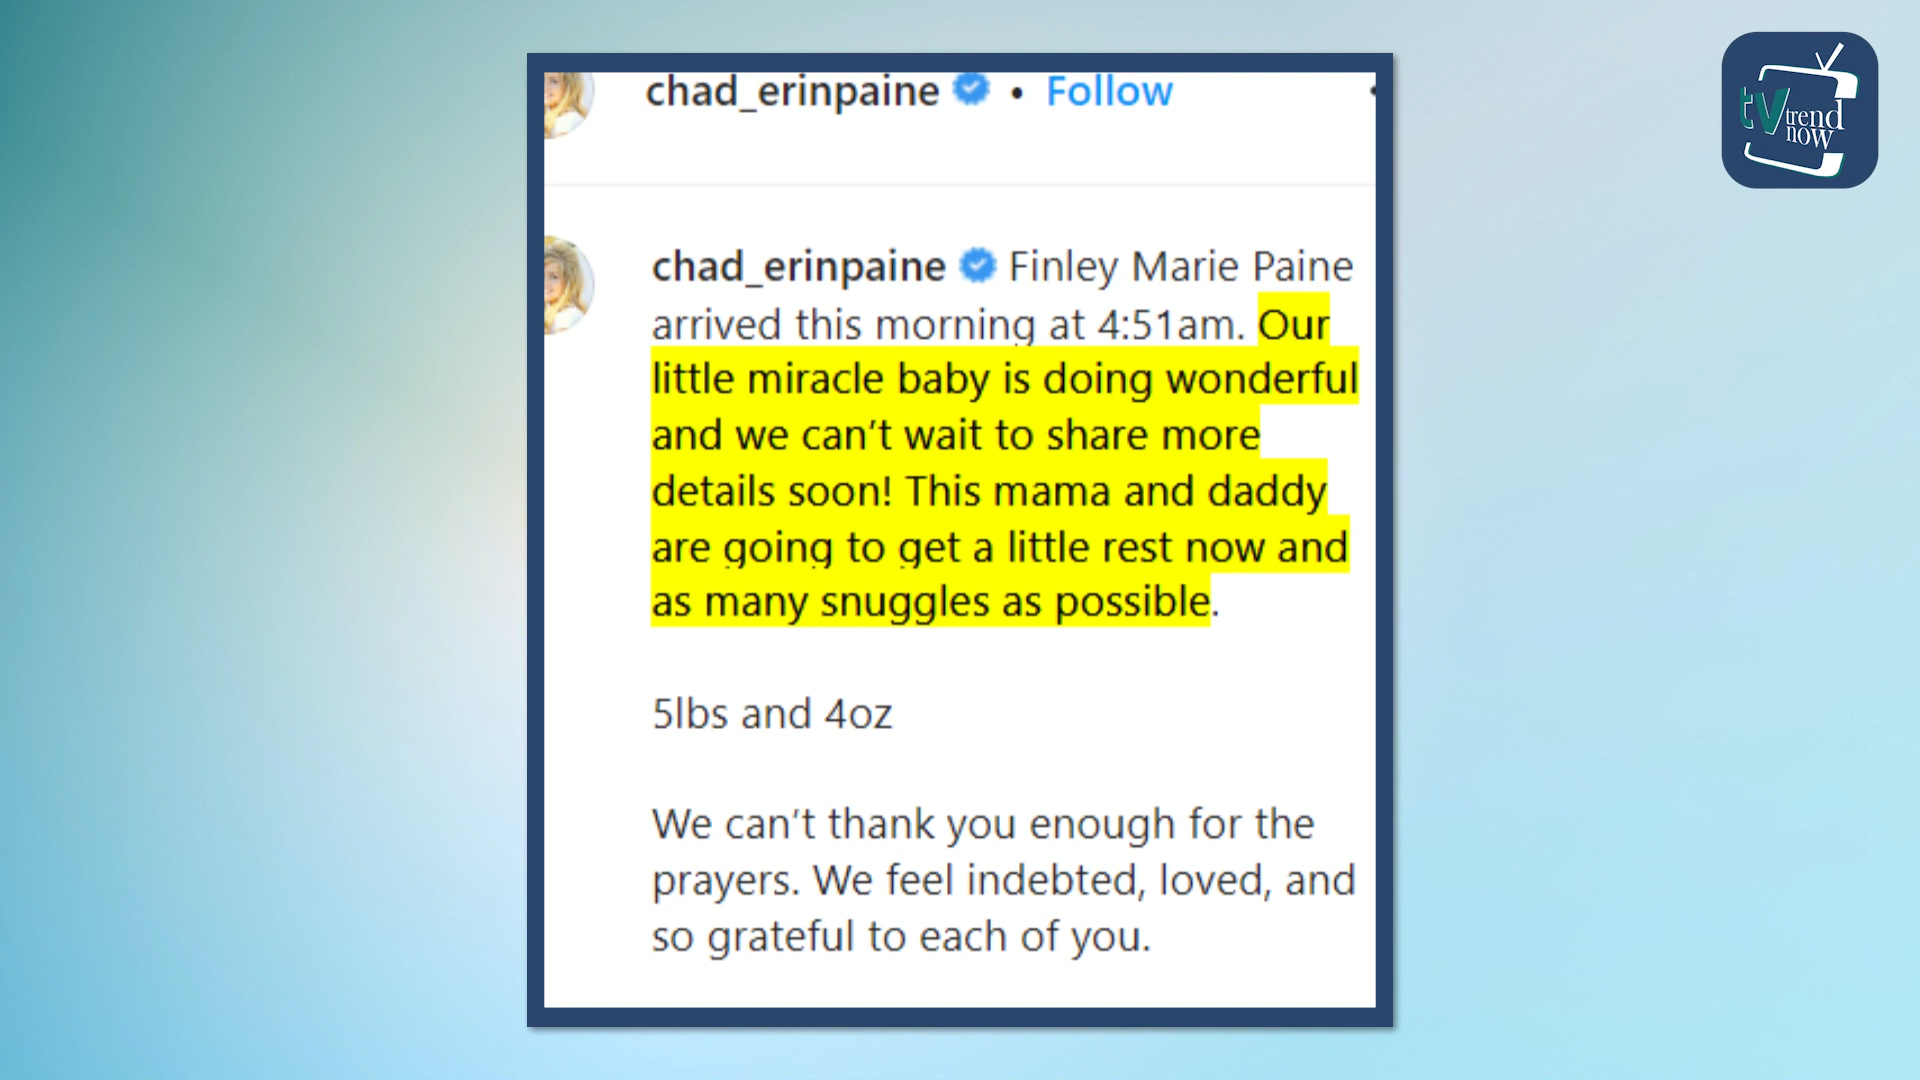 chad_erinpaine • Follow
tv trend now
chad_erinpaine Finley Marie Paine
arrived this morning at 4:51am. Our
little miracle baby is doing wonderful
and we can’t wait to share more
details soon! This mama and daddy
are going to get a little rest now and
as many snuggles as possible.
5lbs and 4oz
We can’t thank you enough for the
prayers. We feel indebted, loved, and
so grateful to each of you.